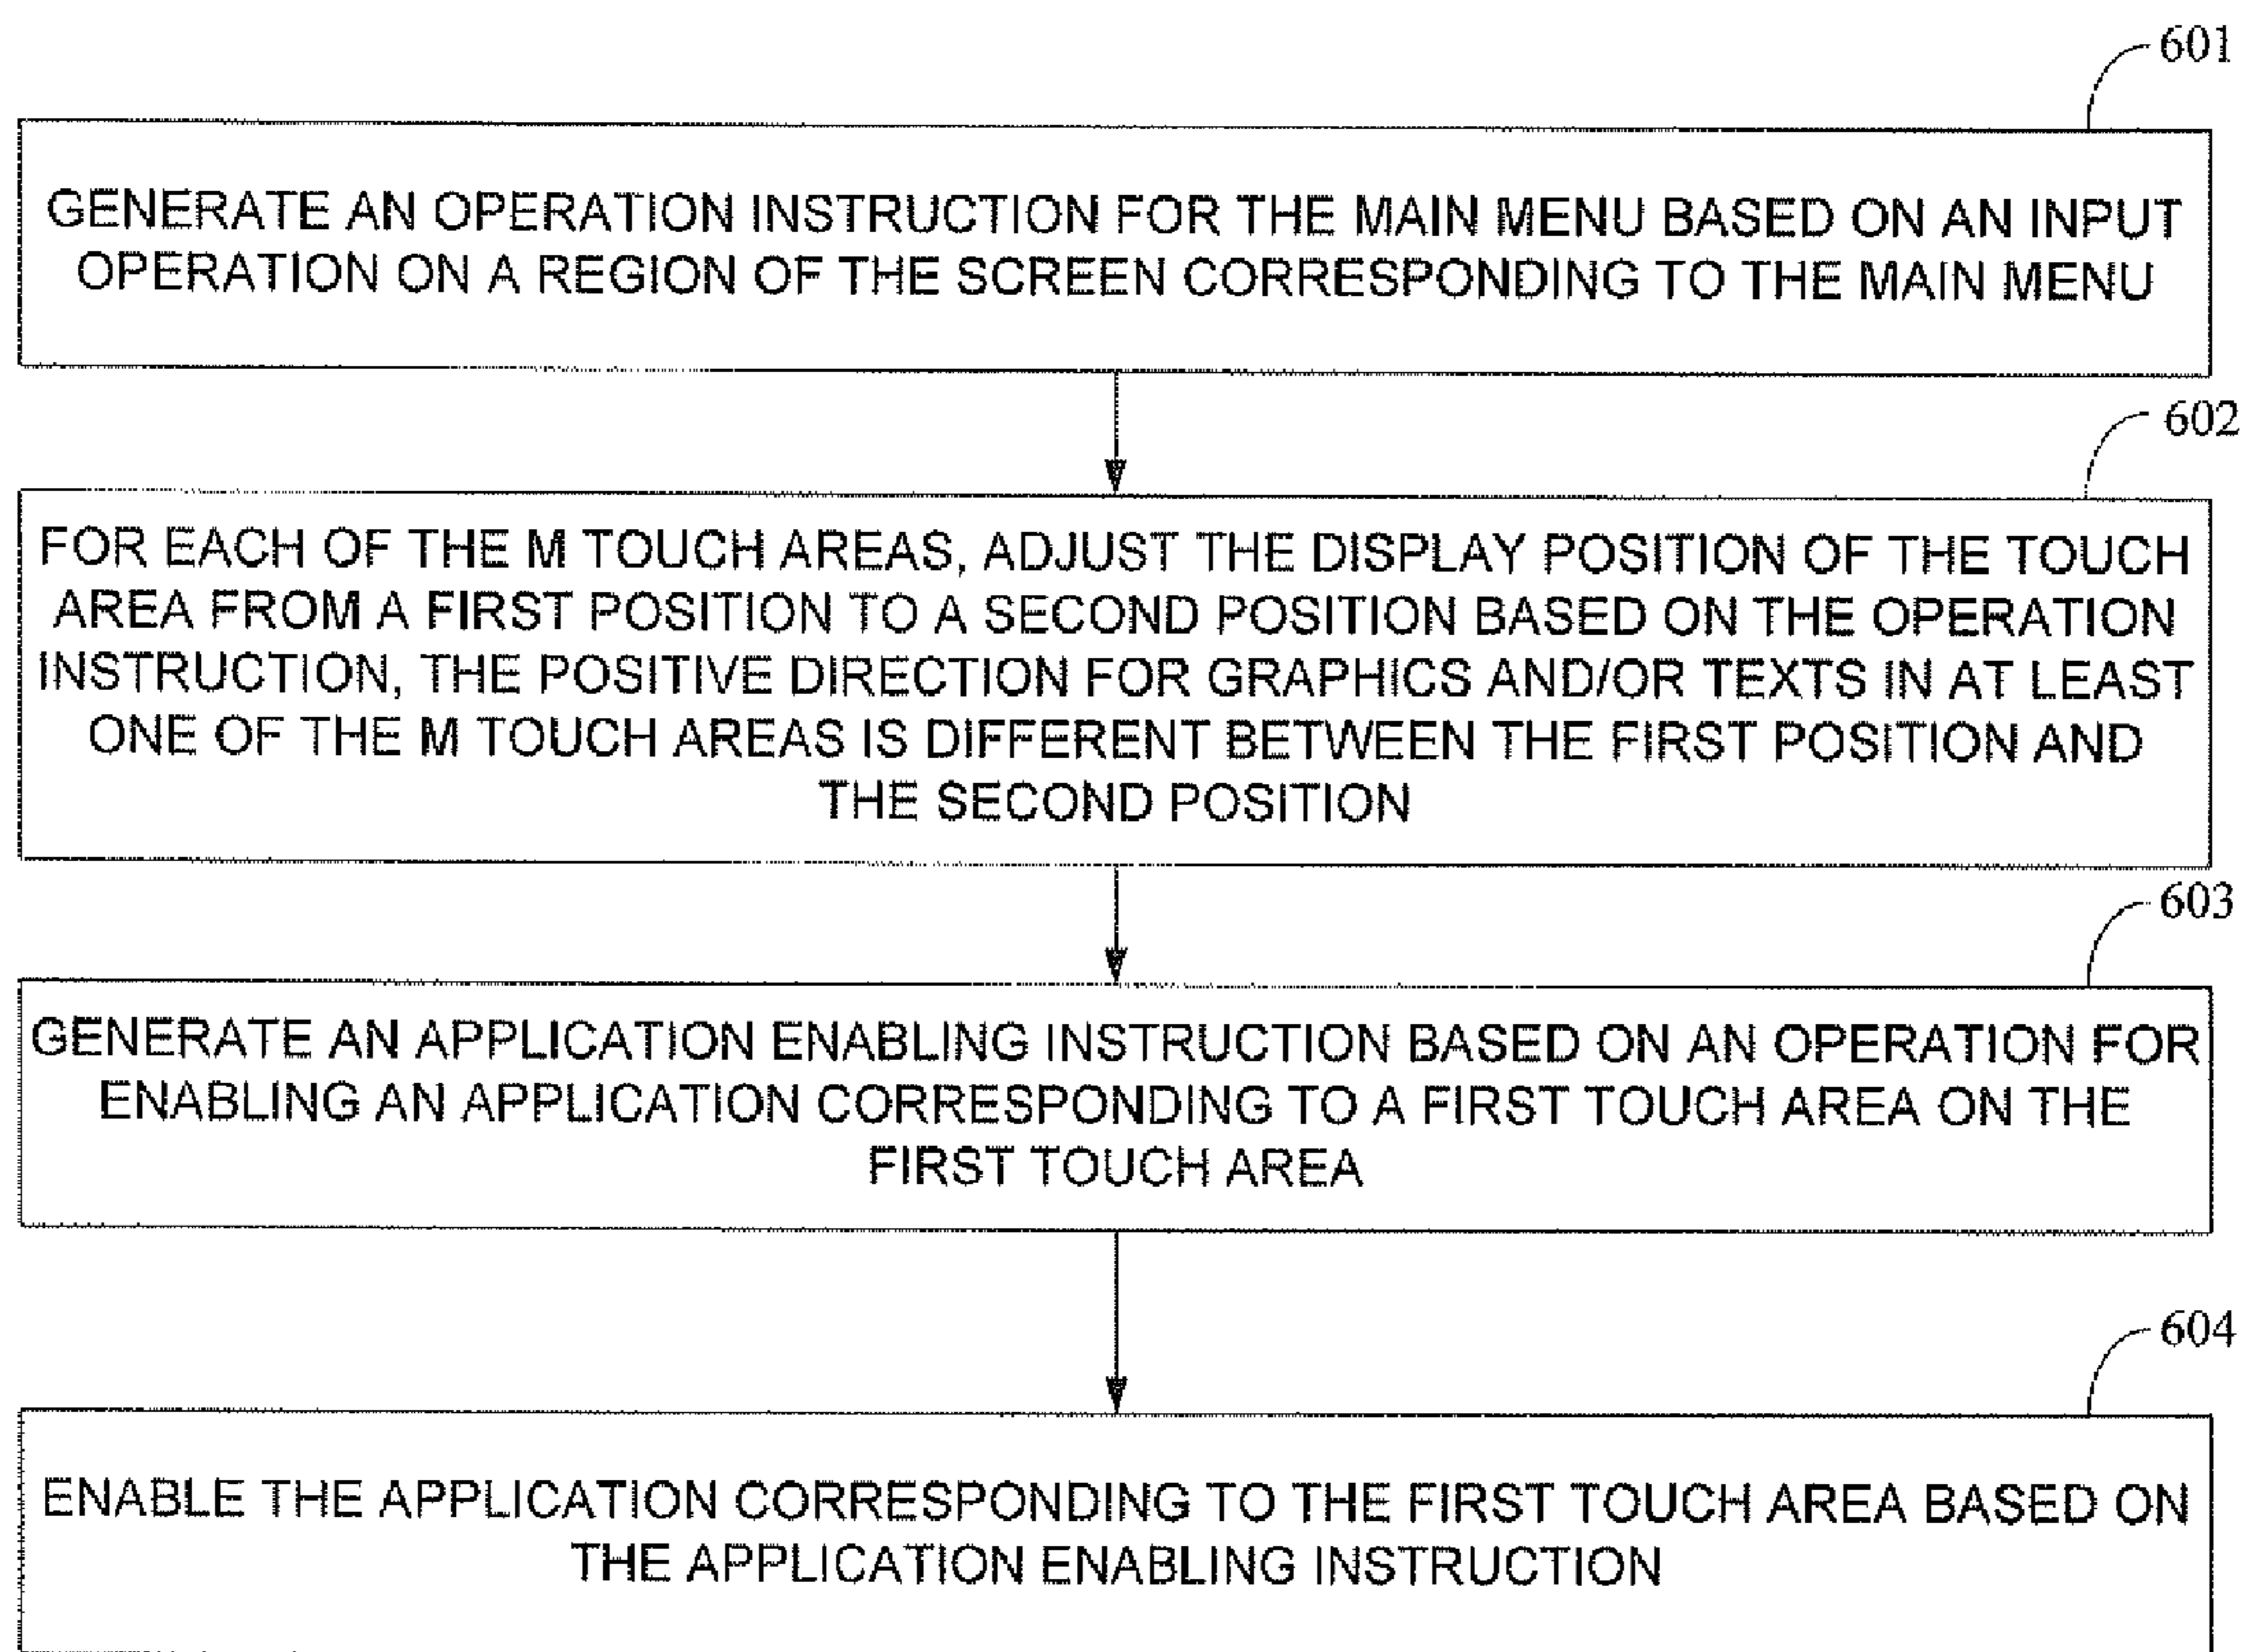 601
GENERATE AN OPERATION INSTRUCTION FOR THE MAIN MENU BASED ON AN INPUT
OPERATION ON A REGION OF THE SCREEN CORRESPONDING TO THE MAIN MENU
602
FOR EACH OF THE M TOUCH AREAS, ADJUST THE DISPLAY POSITION OF THE TOUCH
AREA FROM A FIRST POSITION TO A SECOND POSITION BASED ON THE OPERATION
INSTRUCTION, THE POSITIVE DIRECTION FOR GRAPHICS AND/OR TEXTS IN AT LEAST
ONE OF THE M TOUCH AREAS IS DIFFERENT BETWEEN THE FIRST POSITION AND
THE SECOND POSITION
603
GENERATE AN APPLICATION ENABLING INSTRUCTION BASED ON AN OPERATION FOR
ENABLING AN APPLICATION CORRESPONDING TO A FIRST TOUCH AREA ON THE
FIRST TOUCH AREA
604
ENABLE THE APPLICATION CORRESPONDING TO THE FIRST TOUCH AREA BASED ON
THE APPLICATION ENABLING INSTRUCTION